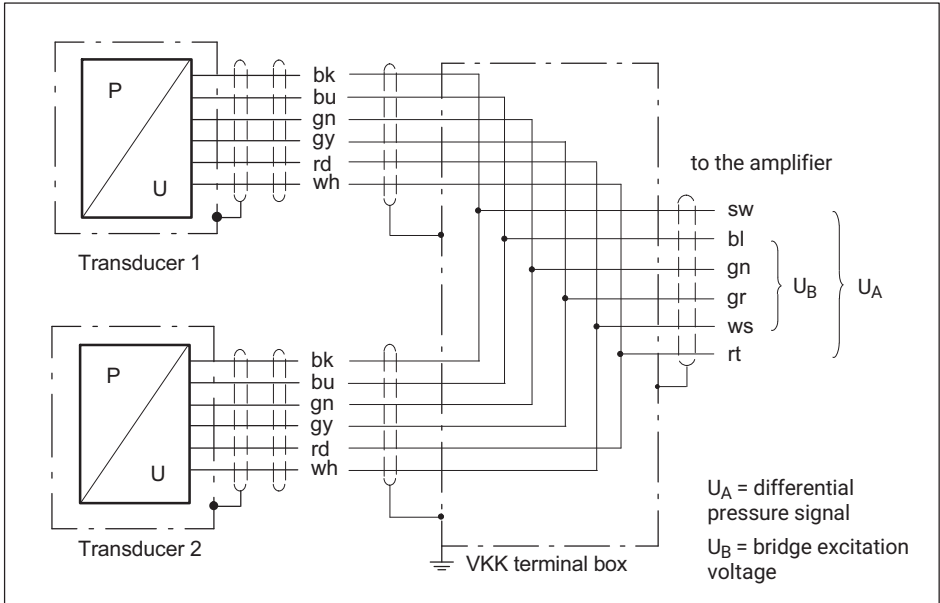 P
U
bk
bu
gn
gy
rd
wh
Transducer 1
to the amplifier
sw
bl
gn
gr
ws
rt
U_B
U_A
P
U
bk
bu
gn
gy
rd
wh
Transducer 2
VKK terminal box
U_A = differential
pressure signal
U_B = bridge excitation
voltage